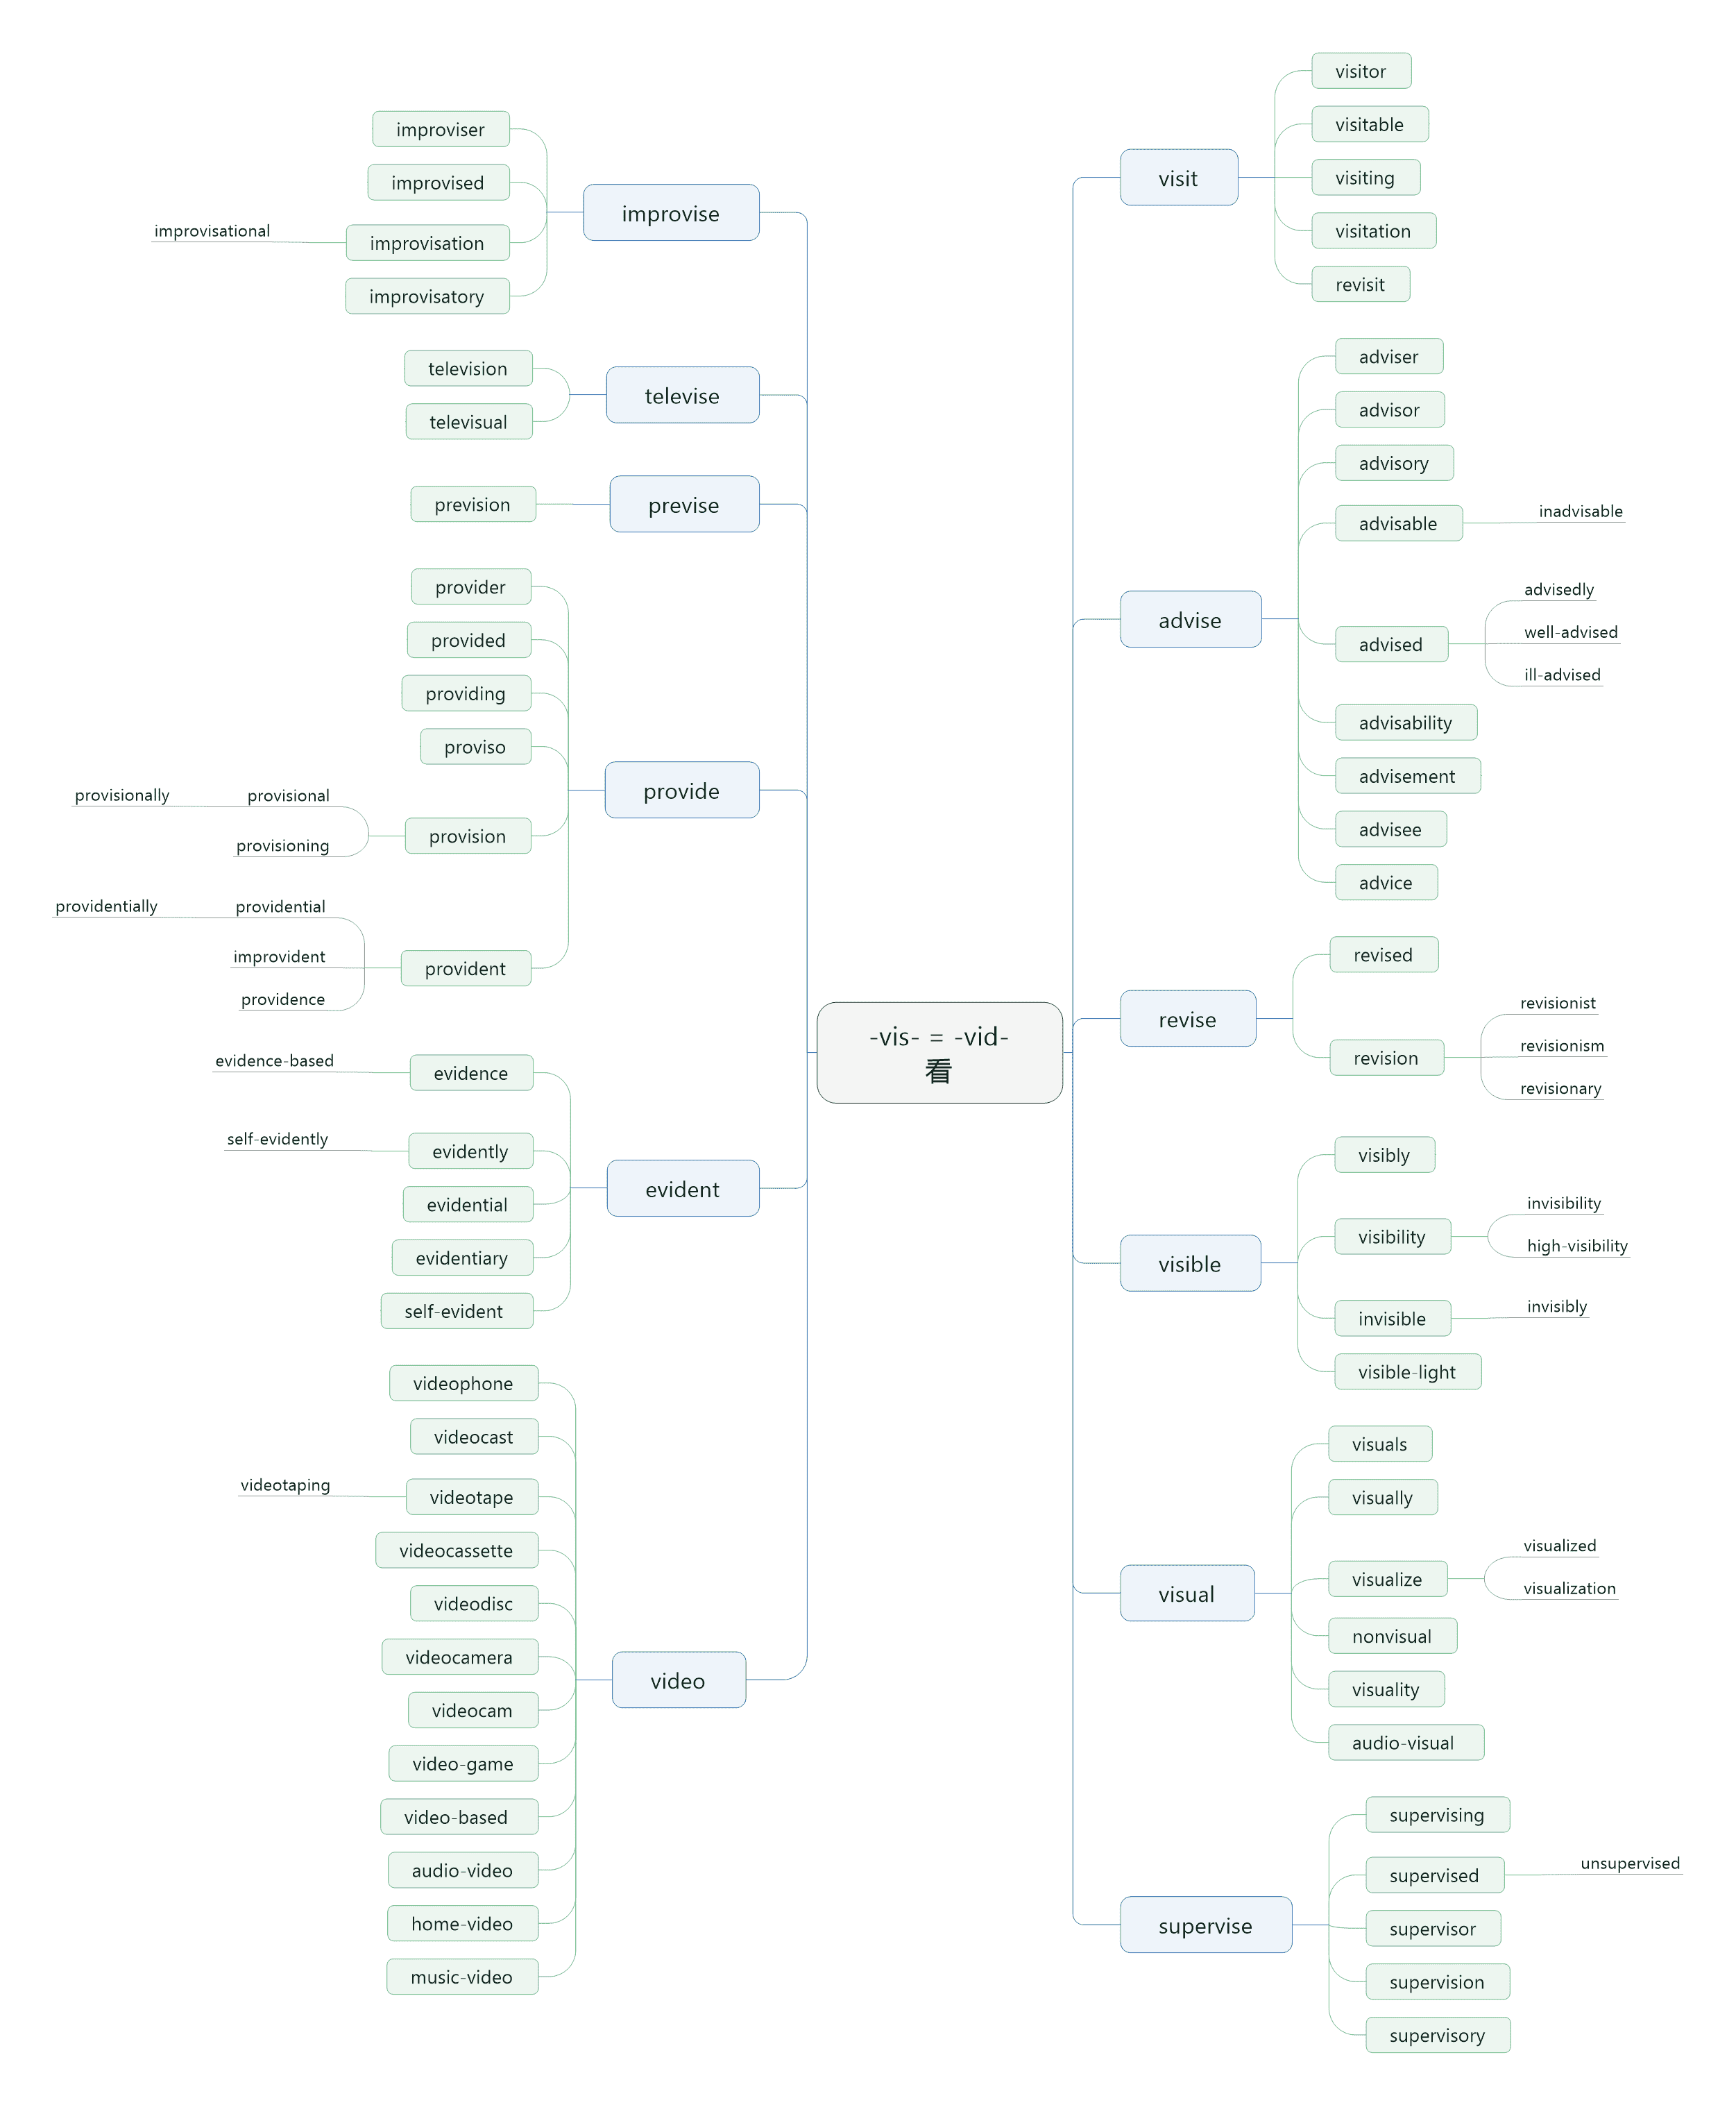 -vis- = -vid-
看
visit
visitor
visitable
visiting
visitation
revisit
advise
adviser
advisor
advisory
advisable
inadvisable
advised
advisedly
well-advised
ill-advised
advisability
advisement
advisee
advice
revise
revised
revision
revisionist
revisionism
revisionary
visible
visibly
visibility
invisibility
high-visibility
invisible
invisibly
visible-light
visual
visuals
visually
visualize
visualized
visualization
nonvisual
visuality
audio-visual
supervise
supervising
supervised
unsupervised
supervisor
supervision
supervisory
improvise
improviser
improvised
improvisation
improvisational
improvisatory
televise
television
televisual
previse
prevision
provide
provider
provided
providing
proviso
provision
provisional
provisionally
provisioning
provident
providential
providentially
improvident
providence
evident
evidence
evidence-based
evidently
self-evidently
evidential
evidentiary
self-evident
video
videophone
videocast
videotape
videotaping
videocassette
videodisc
videocamera
videocam
video-game
video-based
audio-video
home-video
music-video